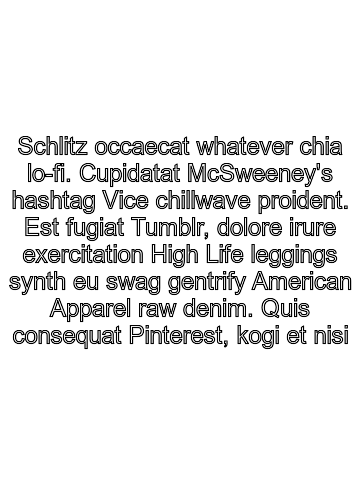 Schlitz occaecat whatever chia
lo-fi. Cupidatat McSweeney's
hashtag Vice chillwave proident.
Est fugiat Tumblr, dolore irure
exercitation High Life leggings
synth eu swag gentrify American
Apparel raw denim. Quis
consequat Pinterest, kogi et nisi